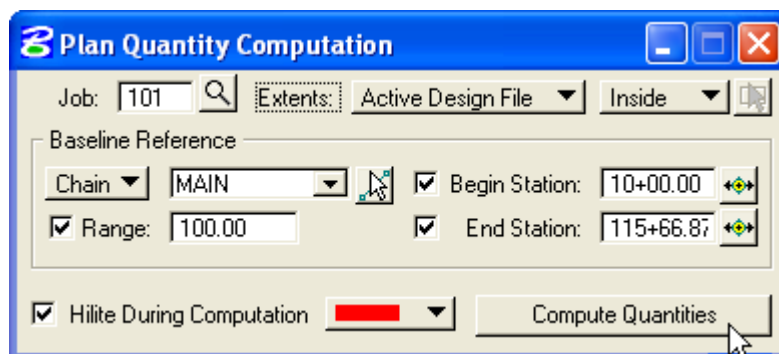 Plan Quantity Computation
Job: 101 Extents: Active Design File Inside
Baseline Reference
Chain MAIN Begin Station: 10+00.00
Range: 100.00 End Station: 115+66.87
Hilite During Computation Compute Quantities